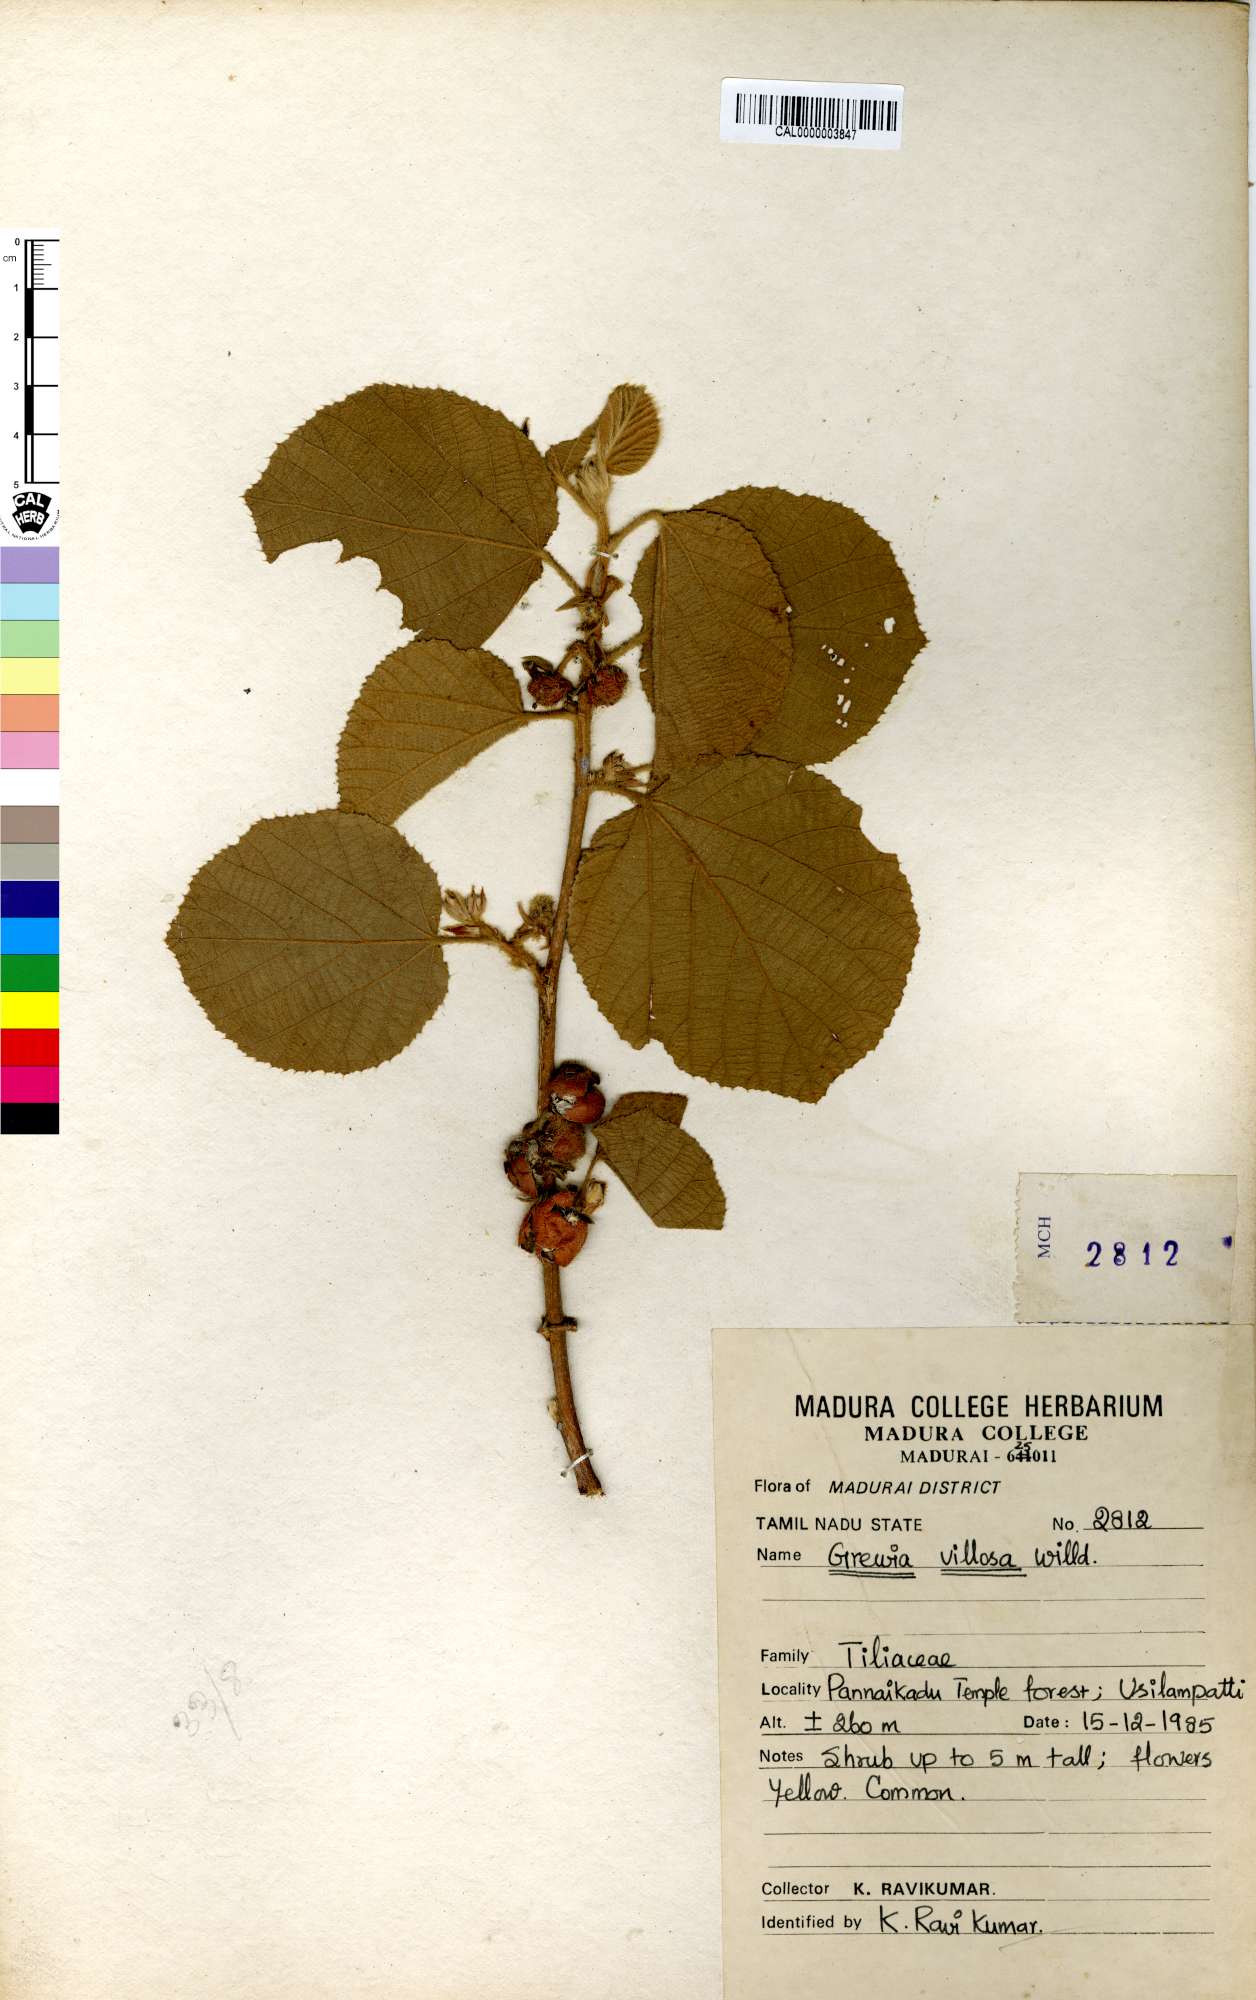 CAL0000003847
0
cm
1
2
3
4
5
CAL
HERB
MCH
2812
MADURA COLLEGE HERBARIUM
MADURA COLLEGE
MADURAI - 625011
Flora of MADURAI DISTRICT
TAMIL NADU STATE No. 2812
Name Grewia villosa Willd.
Family Tiliaceae
Locality Pannaikadu Temple forest; Usilampatti
Alt. ± 260 m Date: 15-12-1985
Notes Shrub up to 5 m tall; flowers
Yellow. Common.
Collector K. RAVIKUMAR.
Identified by K. Ravi Kumar.